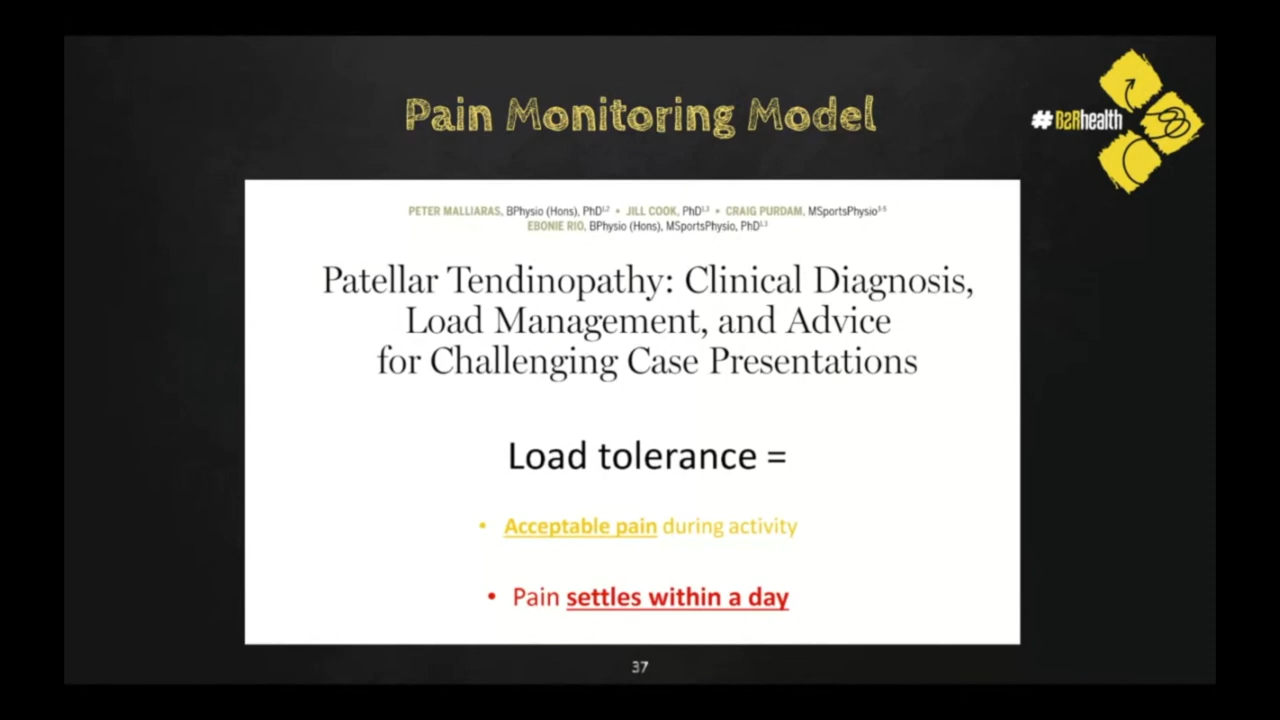 Pain Monitoring Model
# B2Rhealth
PETER MALLIARAS, BPhysio (Hons), PhD1,2 • JILL COOK, PhD1,3 • CRAIG PURDAM, MSportsPhysio3-5
EBONIE RIO, BPhysio (Hons), MSportsPhysio, PhD1,3
Patellar Tendinopathy: Clinical Diagnosis,
Load Management, and Advice
for Challenging Case Presentations
Load tolerance =
• Acceptable pain during activity
• Pain settles within a day
37